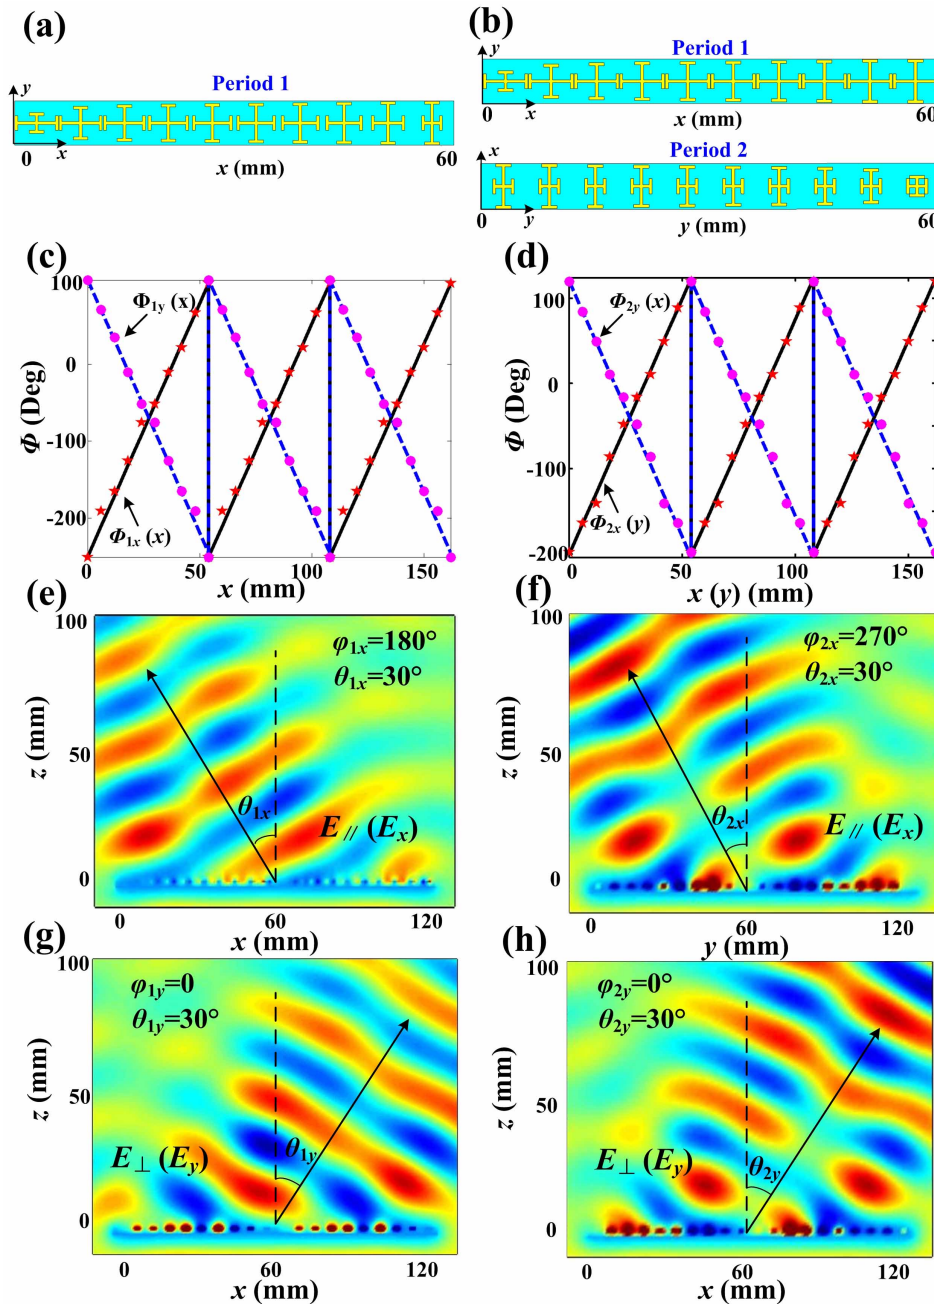 (a)
(b)
y
Period 1
0
x
x (mm)
60
y
Period 1
x
x (mm)
60
x
Period 2
0
y
y (mm)
60
(c)
100
0
-100
-200
Φ (Deg)
Φ1y (x)
Φ1x (x)
0
50
100
150
x (mm)
(d)
100
0
-100
-200
Φ (Deg)
Φ2y (x)
Φ2x (y)
0
50
100
150
x (y) (mm)
(e)
100
50
0
z (mm)
φ1x=180°
θ1x=30°
θ1x
E// (Ex)
0
60
120
x (mm)
(f)
100
50
0
z (mm)
φ2x=270°
θ2x=30°
θ2x
E// (Ex)
0
60
120
y (mm)
(g)
100
50
0
z (mm)
φ1y=0
θ1y=30°
θ1y
E⊥ (Ey)
0
60
120
x (mm)
(h)
100
50
0
z (mm)
φ2y=0°
θ2y=30°
θ2y
E⊥ (Ey)
0
60
120
x (mm)